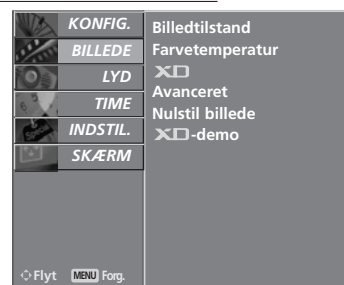 KONFIG.
BILLEDE
LYD
TIME
INDSTIL.
SKÆRM
Billedtilstand
Farvetemperatur
XD
Avanceret
Nulstil billede
XD-demo
Flyt MENU Forg.